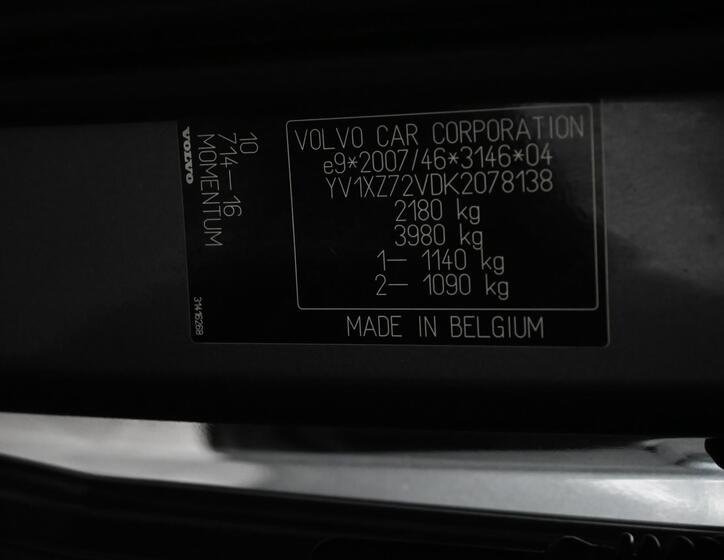 VOLVO CAR CORPORATION
e9*2007/46*3146*04
YV1XZ72VDK2078138
2180 kg
3980 kg
1— 1140 kg
2— 1090 kg
MADE IN BELGIUM
10
714—16
MOMENTUM
VOLVO
31416268